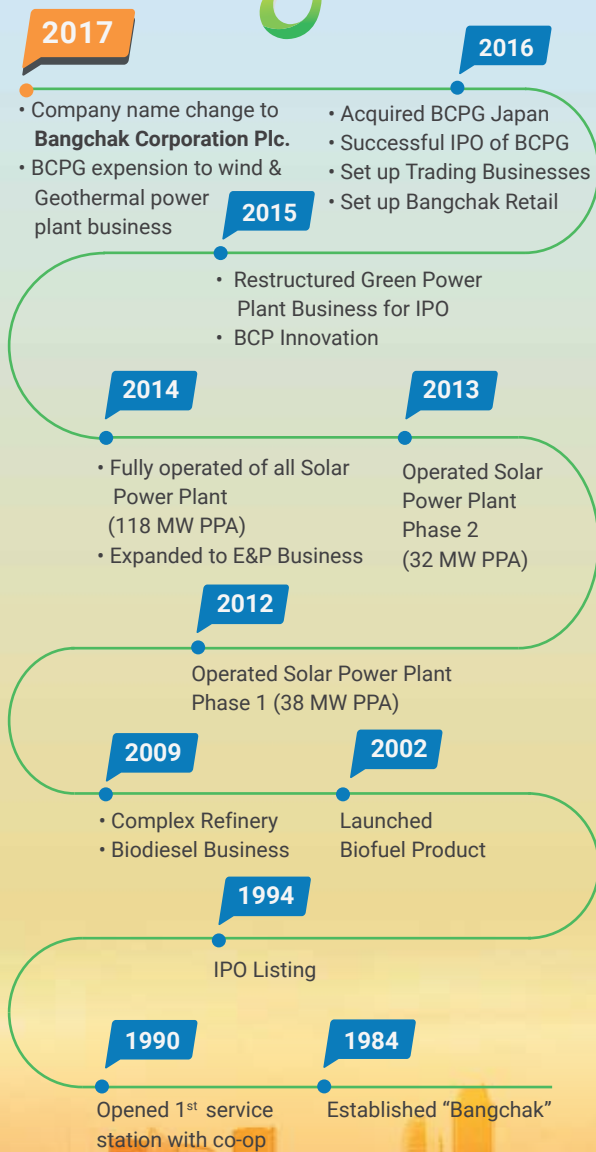 2017
• Company name change to
Bangchak Corporation Plc.
• BCPG expension to wind &
Geothermal power
plant business
2016
• Acquired BCPG Japan
• Successful IPO of BCPG
• Set up Trading Businesses
• Set up Bangchak Retail
2015
• Restructured Green Power
Plant Business for IPO
• BCP Innovation
2014
• Fully operated of all Solar
Power Plant
(118 MW PPA)
• Expanded to E&P Business
2013
Operated Solar
Power Plant
Phase 2
(32 MW PPA)
2012
Operated Solar Power Plant
Phase 1 (38 MW PPA)
2009
• Complex Refinery
• Biodiesel Business
2002
Launched
Biofuel Product
1994
IPO Listing
1990
Opened 1st service
station with co-op
1984
Established “Bangchak”